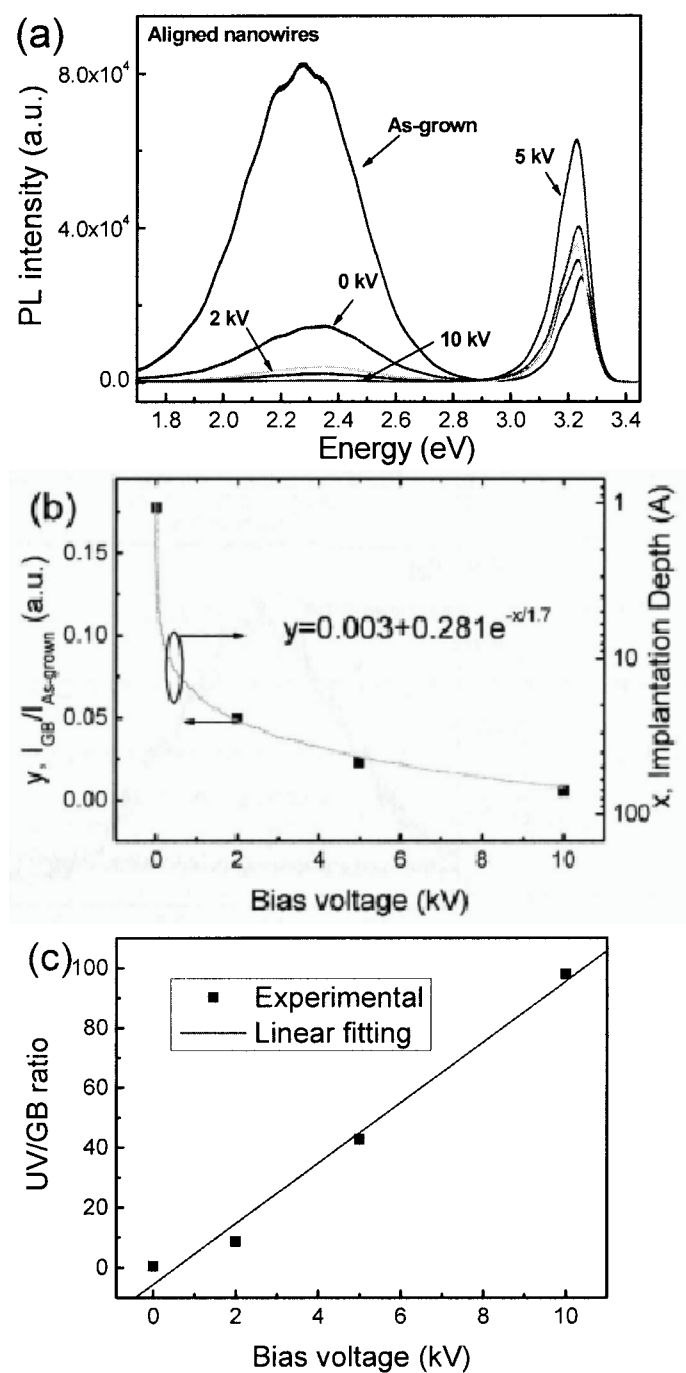 (a)
Aligned nanowires
As-grown
5 kV
0 kV
2 kV
10 kV
8.0x10⁴
4.0x10⁴
0.0
PL intensity (a.u.)
1.8 2.0 2.2 2.4 2.6 2.8 3.0 3.2 3.4
Energy (eV)
(b)
y=0.003+0.281e^-x/1.7
0.15
0.10
0.05
0.00
y, I_GB/I_As-grown (a.u.)
1
10
100
x, Implantation Depth (A)
0 2 4 6 8 10
Bias voltage (kV)
(c)
Experimental
Linear fitting
100
80
60
40
20
0
UV/GB ratio
0 2 4 6 8 10
Bias voltage (kV)